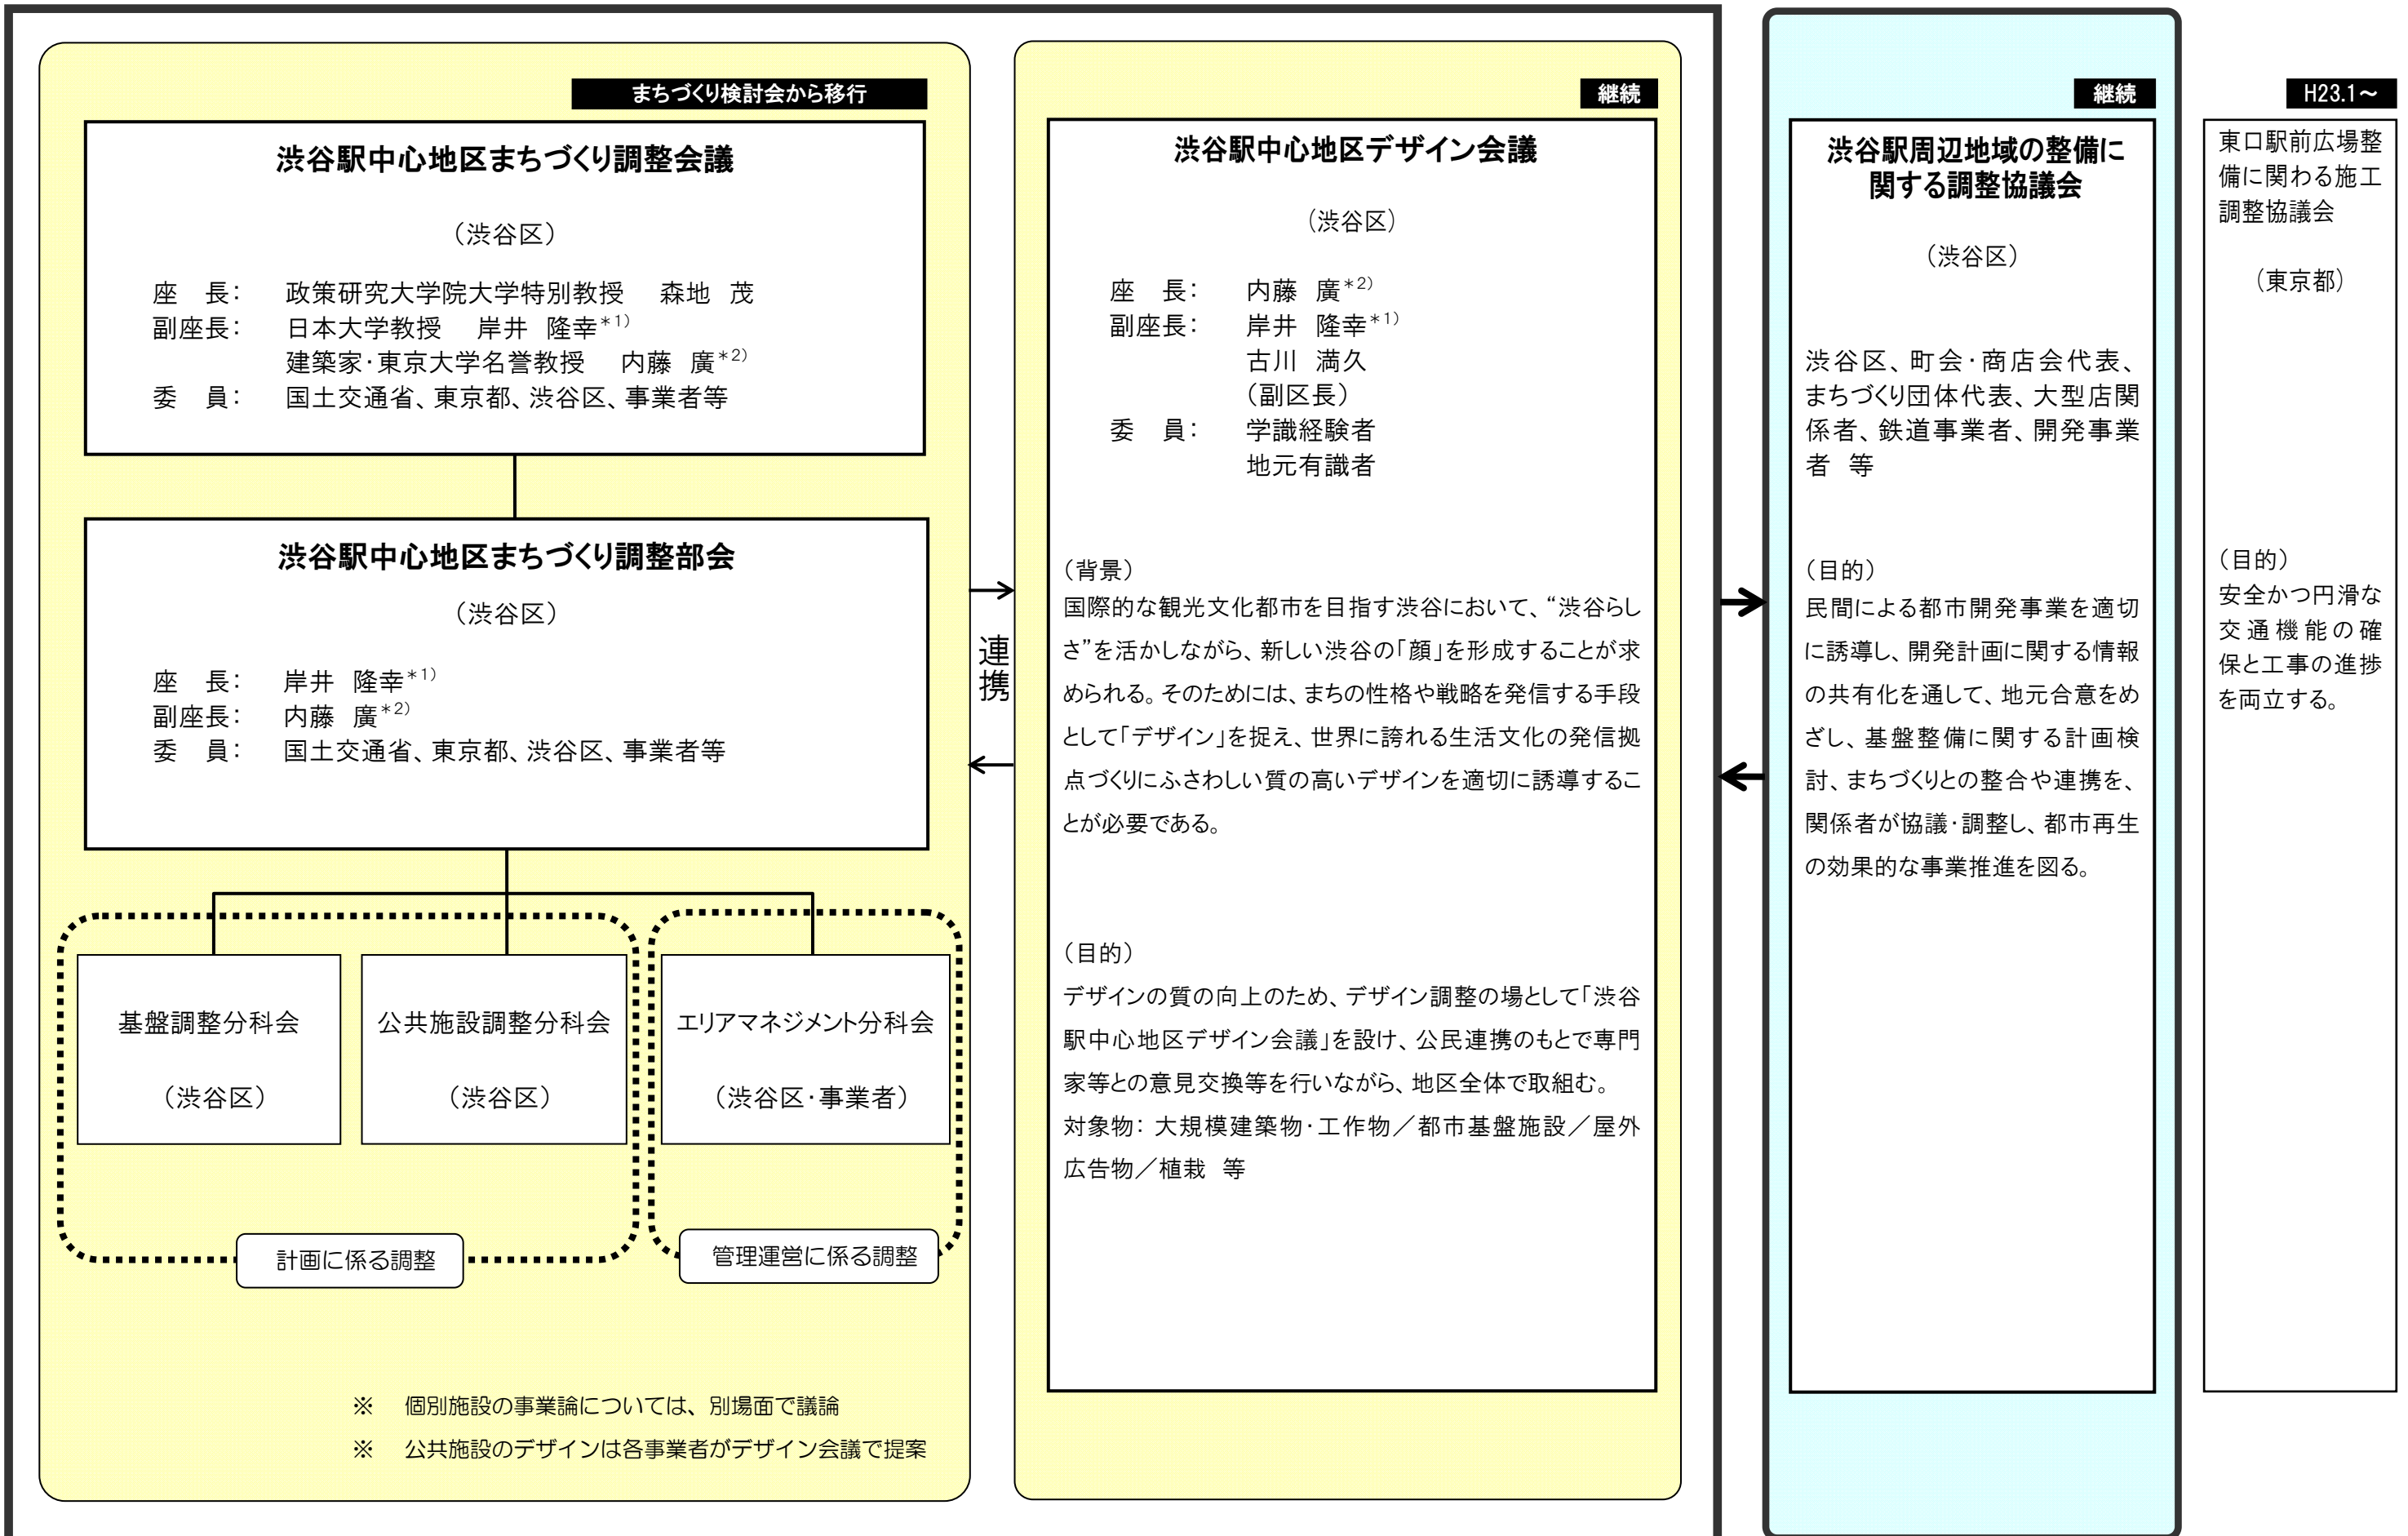 まちづくり検討会から移行
渋谷駅中心地区まちづくり調整会議
（渋谷区）
座　長：　政策研究大学院大学特別教授　森地　茂
副座長：　日本大学教授　岸井　隆幸＊1）
建築家・東京大学名誉教授　内藤　廣＊2）
委　員：　国土交通省、東京都、渋谷区、事業者等
渋谷駅中心地区まちづくり調整部会
（渋谷区）
座　長：　岸井　隆幸＊1）
副座長：　内藤　廣＊2）
委　員：　国土交通省、東京都、渋谷区、事業者等
基盤調整分科会
（渋谷区）
公共施設調整分科会
（渋谷区）
エリアマネジメント分科会
（渋谷区・事業者）
計画に係る調整
管理運営に係る調整
※　個別施設の事業論については、別場面で議論
※　公共施設のデザインは各事業者がデザイン会議で提案
連携
継続
渋谷駅中心地区デザイン会議
（渋谷区）
座　長：　内藤　廣＊2）
副座長：　岸井　隆幸＊1）
古川　満久
（副区長）
委　員：　学識経験者
地元有識者
（背景）
国際的な観光文化都市を目指す渋谷において、“渋谷らし
さ”を活かしながら、新しい渋谷の「顔」を形成することが求
められる。そのためには、まちの性格や戦略を発信する手段
として「デザイン」を捉え、世界に誇れる生活文化の発信拠
点づくりにふさわしい質の高いデザインを適切に誘導するこ
とが必要である。
（目的）
デザインの質の向上のため、デザイン調整の場として「渋谷
駅中心地区デザイン会議」を設け、公民連携のもとで専門
家等との意見交換等を行いながら、地区全体で取組む。
対象物：大規模建築物・工作物／都市基盤施設／屋外
広告物／植栽　等
継続
渋谷駅周辺地域の整備に
関する調整協議会
（渋谷区）
渋谷区、町会・商店会代表、
まちづくり団体代表、大型店関
係者、鉄道事業者、開発事業
者　等
（目的）
民間による都市開発事業を適切
に誘導し、開発計画に関する情報
の共有化を通して、地元合意をめ
ざし、基盤整備に関する計画検
討、まちづくりとの整合や連携を、
関係者が協議・調整し、都市再生
の効果的な事業推進を図る。
H23.1～
東口駅前広場整
備に関わる施工
調整協議会
（東京都）
（目的）
安全かつ円滑な
交通機能の確
保と工事の進捗
を両立する。